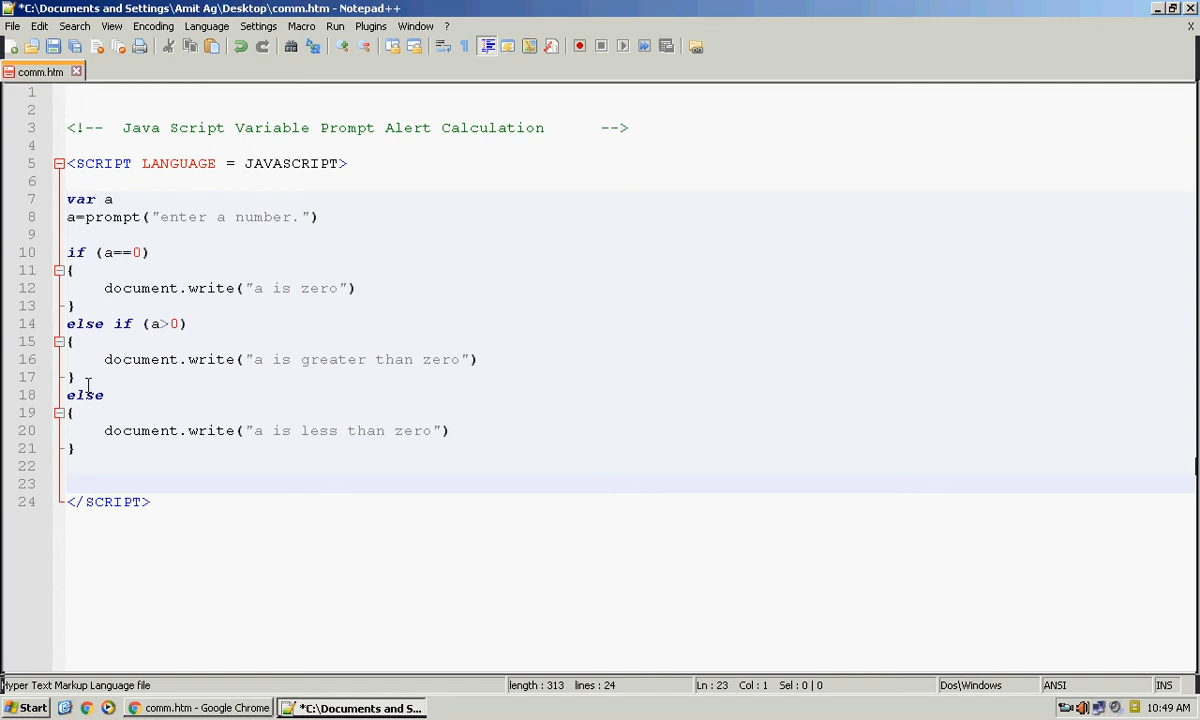 *C:\Documents and Settings\Amit Ag\Desktop\comm.htm - Notepad++
File Edit Search View Encoding Language Settings Macro Run Plugins Window ? X
comm.htm
1
2
3 <!-- Java Script Variable Prompt Alert Calculation -->
4
5 <SCRIPT LANGUAGE = JAVASCRIPT>
6
7 var a
8 a=prompt("enter a number.")
9
10 if (a==0)
11 {
12 document.write("a is zero")
13 }
14 else if (a>0)
15 {
16 document.write("a is greater than zero")
17 }
18 else
19 {
20 document.write("a is less than zero")
21 }
22
23
24 </SCRIPT>
Hyper Text Markup Language file length : 313 lines : 24 Ln : 23 Col : 1 Sel : 0 | 0 Dos\Windows ANSI INS
Start comm.htm - Google Chrome *C:\Documents and S... 10:49 AM